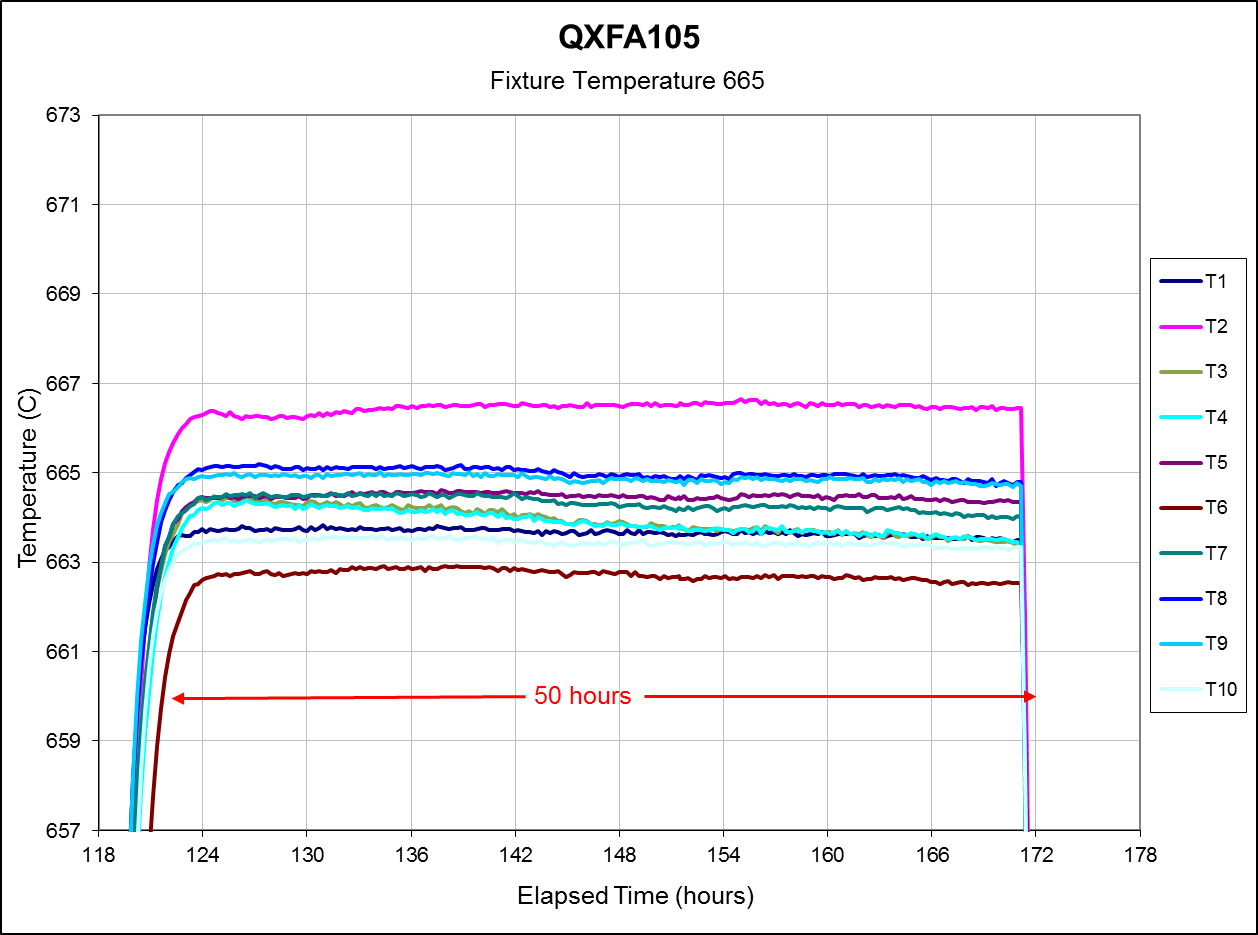 QXFA105
Fixture Temperature 665
Temperature (C)
673
671
669
667
665
663
661
659
657
50 hours
118 124 130 136 142 148 154 160 166 172 178
Elapsed Time (hours)
T1
T2
T3
T4
T5
T6
T7
T8
T9
T10